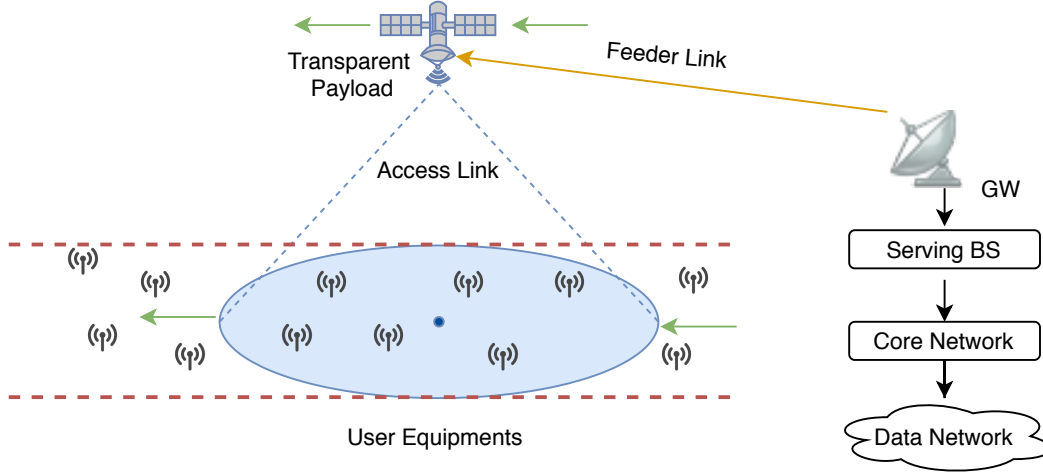 Transparent
Payload
Feeder Link
Access Link
GW
Serving BS
Core Network
User Equipments
Data Network